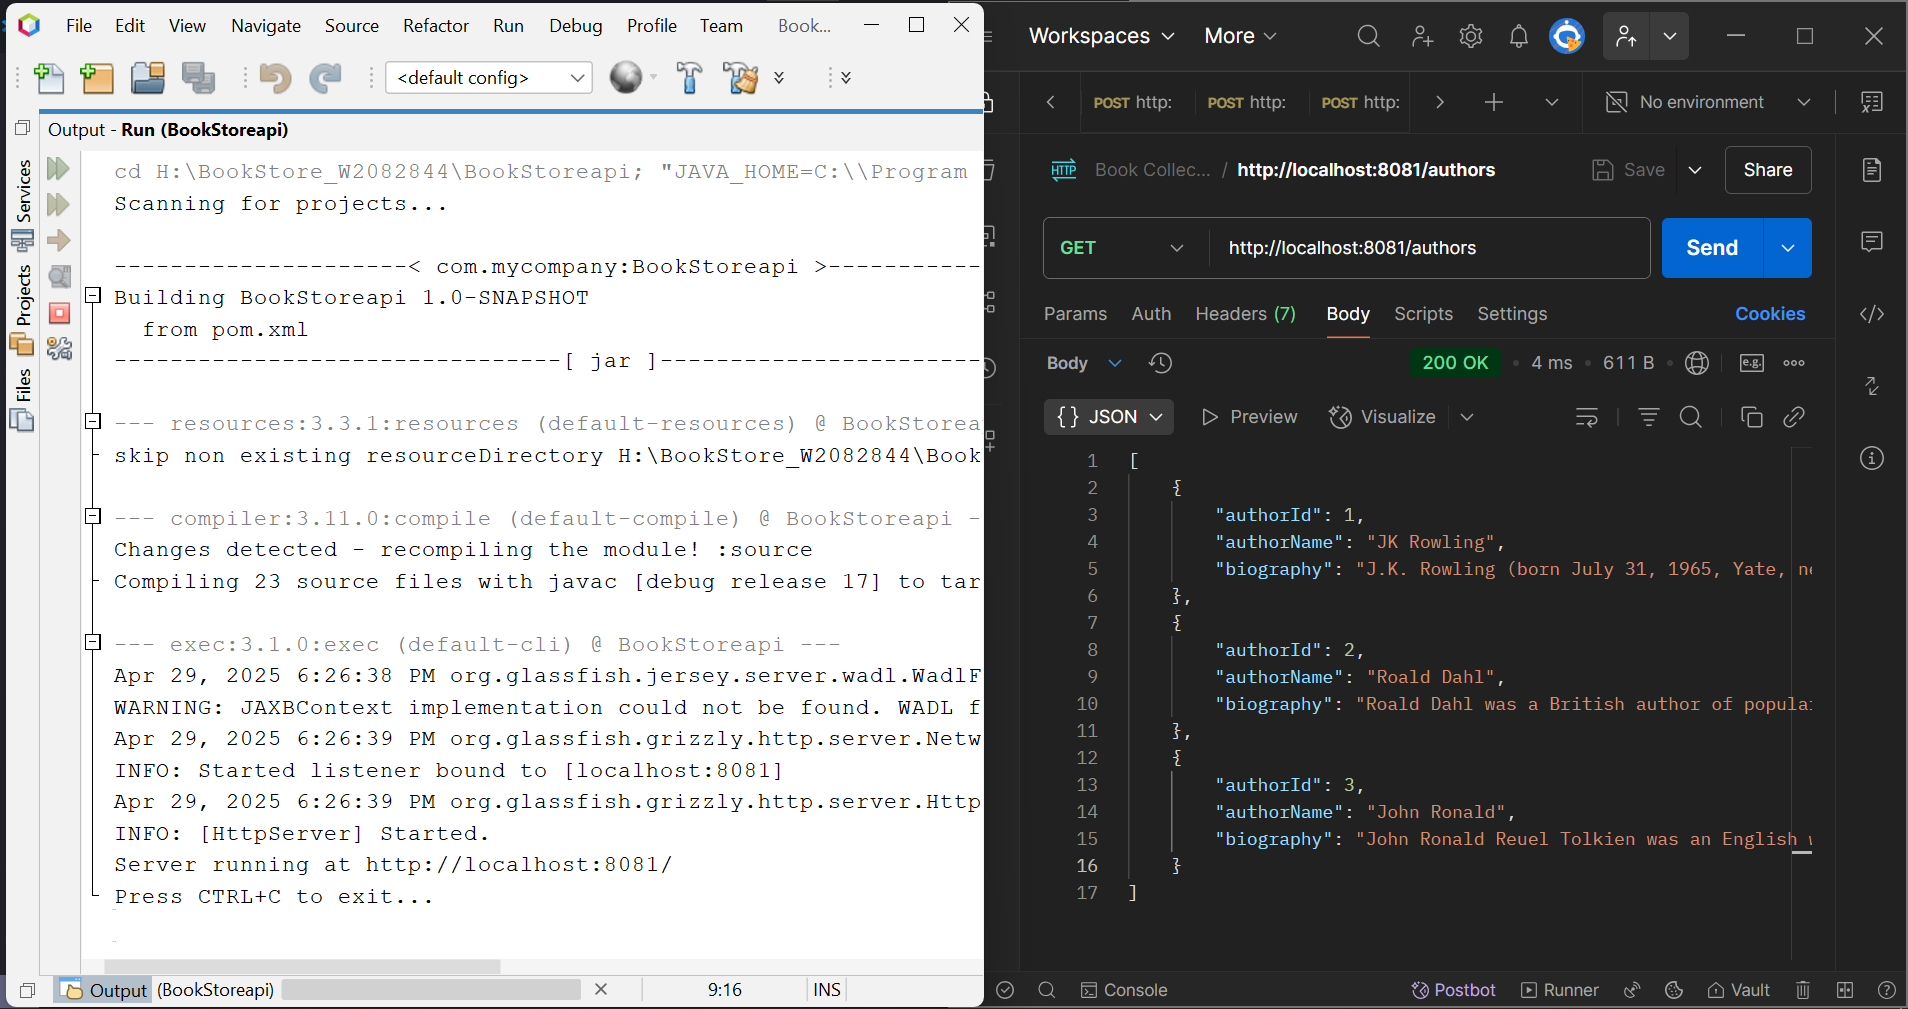 File Edit View Navigate Source Refactor Run Debug Profile Team Book...
<default config>
Output - Run (BookStoreapi)
Services
Projects
Files
cd H:\BookStore_W2082844\BookStoreapi; "JAVA_HOME=C:\\Program
Scanning for projects...
---------------------< com.mycompany:BookStoreapi >-----------
Building BookStoreapi 1.0-SNAPSHOT
from pom.xml
--------------------------------[ jar ]-----------------------
--- resources:3.3.1:resources (default-resources) @ BookStorea
skip non existing resourceDirectory H:\BookStore_W2082844\Book
--- compiler:3.11.0:compile (default-compile) @ BookStoreapi -
Changes detected - recompiling the module! :source
Compiling 23 source files with javac [debug release 17] to tar
--- exec:3.1.0:exec (default-cli) @ BookStoreapi ---
Apr 29, 2025 6:26:38 PM org.glassfish.jersey.server.wadl.WadlF
WARNING: JAXBContext implementation could not be found. WADL f
Apr 29, 2025 6:26:39 PM org.glassfish.grizzly.http.server.Netw
INFO: Started listener bound to [localhost:8081]
Apr 29, 2025 6:26:39 PM org.glassfish.grizzly.http.server.Http
INFO: [HttpServer] Started.
Server running at http://localhost:8081/
Press CTRL+C to exit...
Output (BookStoreapi) 9:16 INS
Workspaces More
POST http: POST http: POST http: No environment
HTTP Book Collec... / http://localhost:8081/authors Save Share
GET http://localhost:8081/authors Send
Params Auth Headers (7) Body Scripts Settings Cookies
Body 200 OK • 4 ms • 611 B • e.g.
{} JSON Preview Visualize
1 [
2 {
3 "authorId": 1,
4 "authorName": "JK Rowling",
5 "biography": "J.K. Rowling (born July 31, 1965, Yate, ne
6 },
7 {
8 "authorId": 2,
9 "authorName": "Roald Dahl",
10 "biography": "Roald Dahl was a British author of popula
11 },
12 {
13 "authorId": 3,
14 "authorName": "John Ronald",
15 "biography": "John Ronald Reuel Tolkien was an English w
16 }
17 ]
Console Postbot Runner Vault